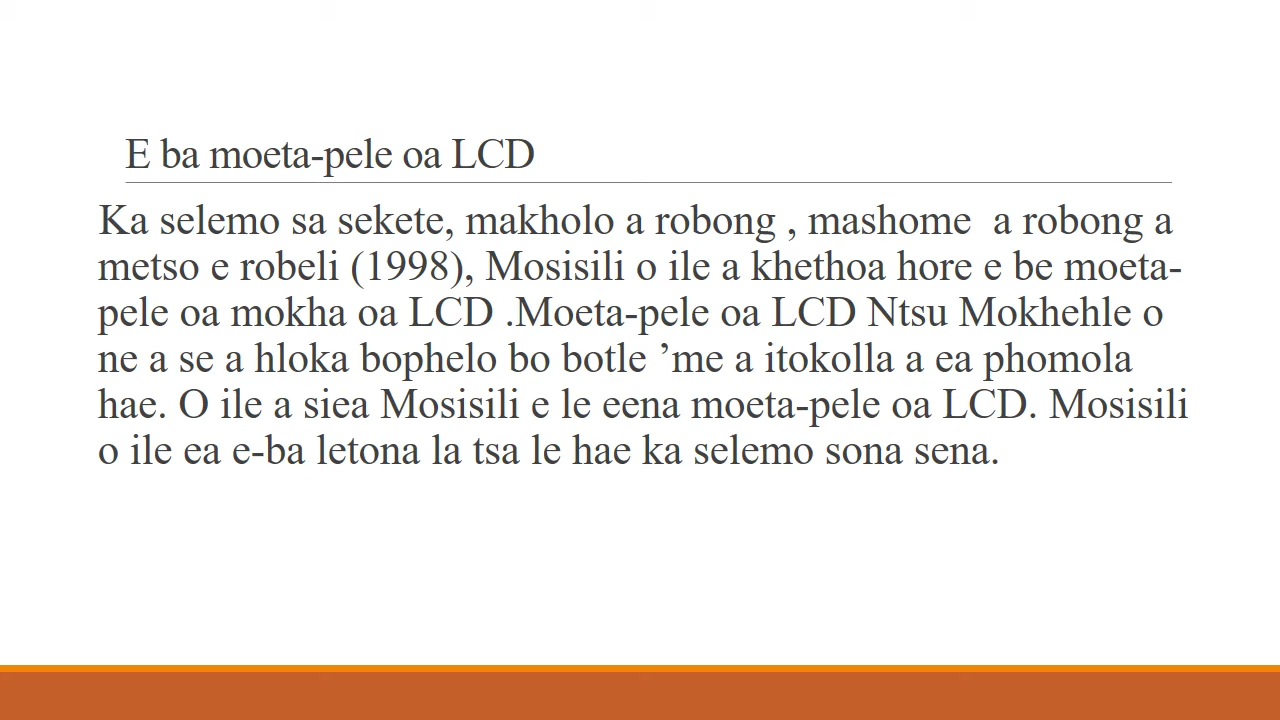 E ba moeta-pele oa LCD
Ka selemo sa sekete, makholo a robong , mashome  a robong a
metso e robeli (1998), Mosisili o ile a khethoa hore e be moeta-
pele oa mokha oa LCD .Moeta-pele oa LCD Ntsu Mokhehle o
ne a se a hloka bophelo bo botle ’me a itokolla a ea phomola
hae. O ile a siea Mosisili e le eena moeta-pele oa LCD. Mosisili
o ile ea e-ba letona la tsa le hae ka selemo sona sena.